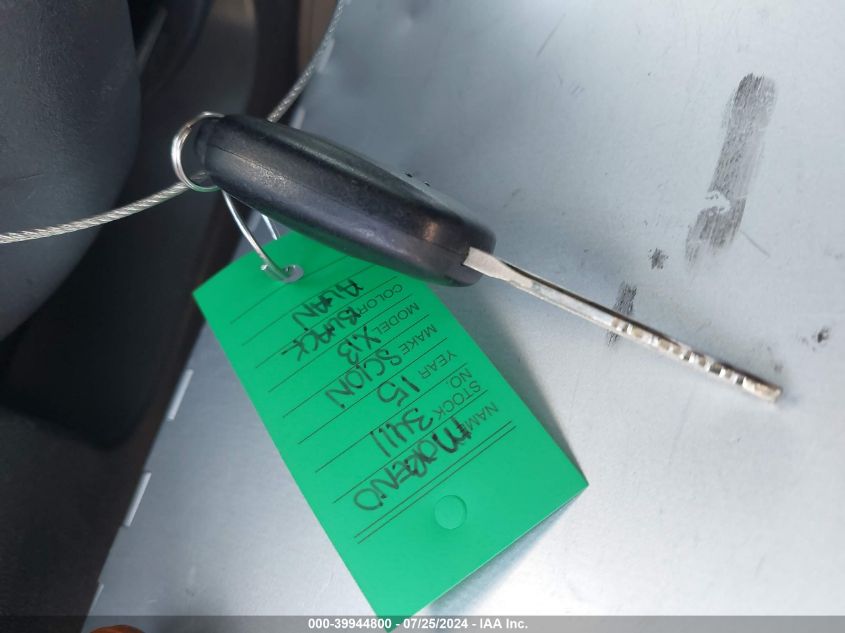 NAME MORENO
STOCK NO. 3411
YEAR 15
MAKE SCION
MODEL XB
COLOR BLACK
ALAN
000-39944800 - 07/25/2024 - IAA Inc.